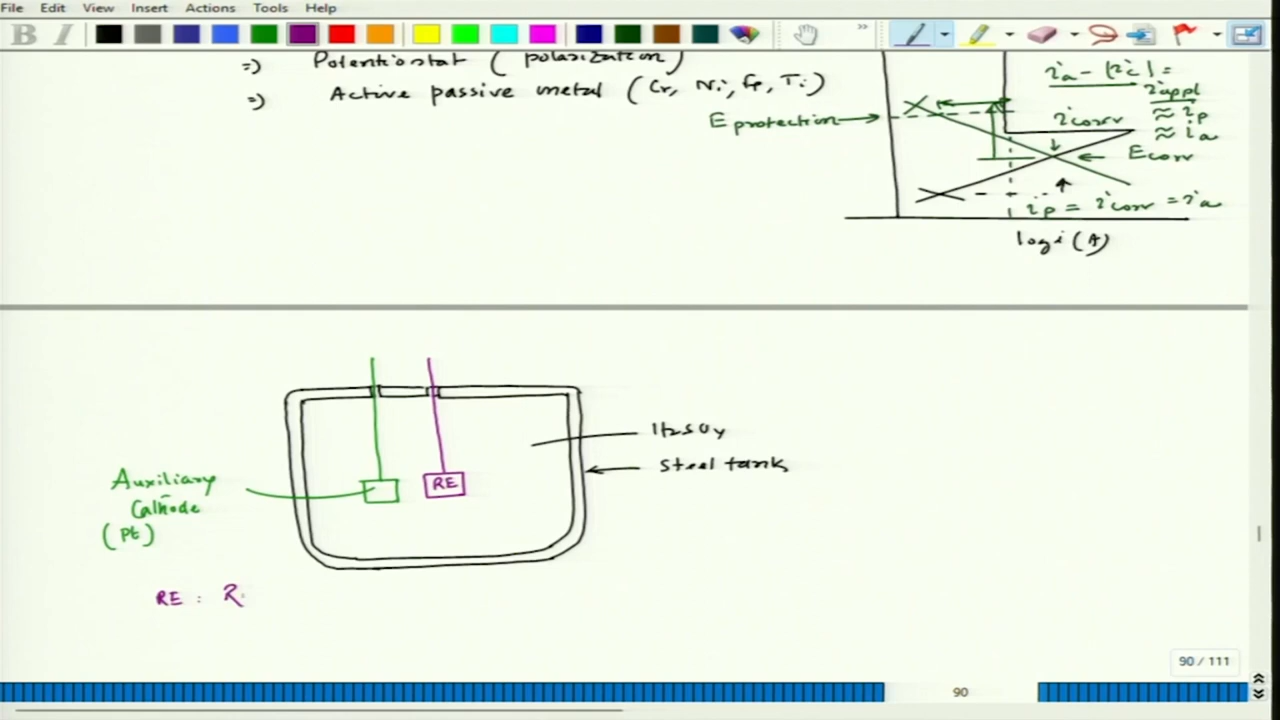 File Edit View Insert Actions Tools Help
B I
=) Potentiostat ( polarization)
=) Active passive metal ( Cr, Ni, Fe, Ti )
ia - |ic| =
iappl
≈ ip
≈ ia
icorr
E protection
Ecorr
ip = icorr = ia
log i (A)
H2SO4
Steel tank
Auxiliary
Cathode
(Pt)
RE
RE : R
90 / 111
90